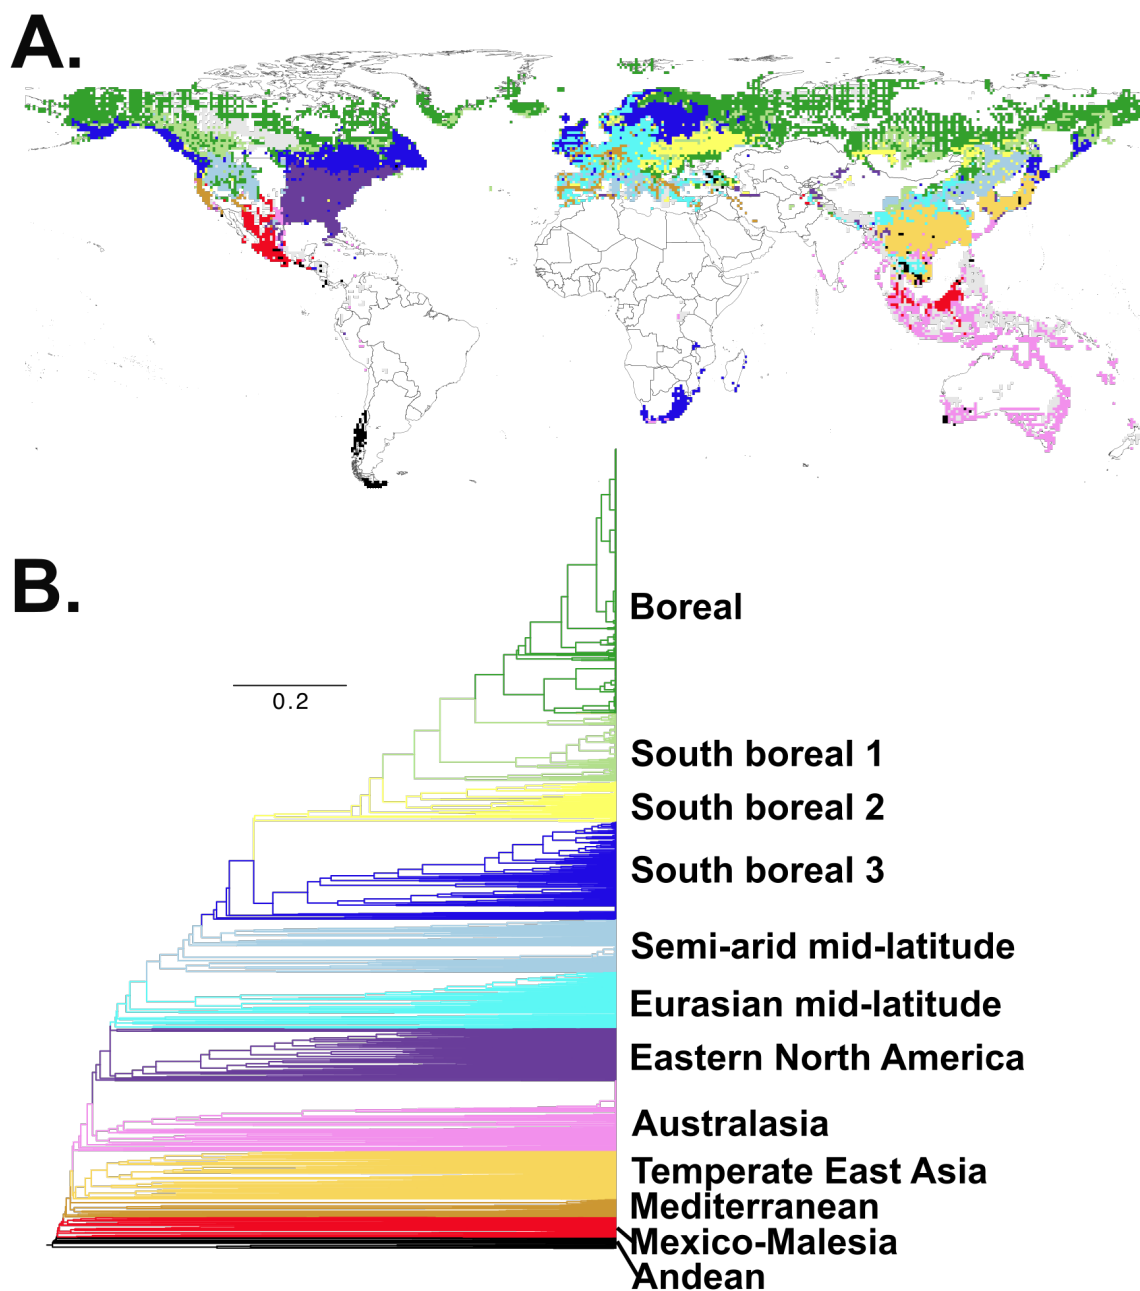 A.
B.
Boreal
0.2
South boreal 1
South boreal 2
South boreal 3
Semi-arid mid-latitude
Eurasian mid-latitude
Eastern North America
Australasia
Temperate East Asia
Mediterranean
Mexico-Malesia
Andean